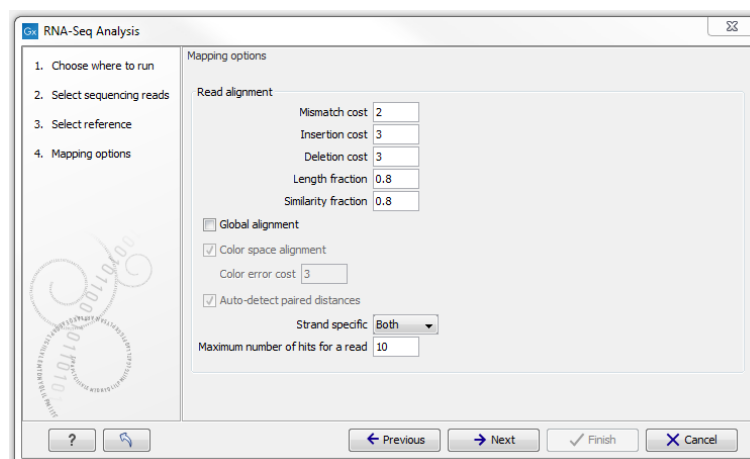 Gx RNA-Seq Analysis
1. Choose where to run
2. Select sequencing reads
3. Select reference
4. Mapping options
Mapping options
Read alignment
Mismatch cost 2
Insertion cost 3
Deletion cost 3
Length fraction 0.8
Similarity fraction 0.8
Global alignment
Color space alignment
Color error cost 3
Auto-detect paired distances
Strand specific Both
Maximum number of hits for a read 10
? Previous Next Finish Cancel